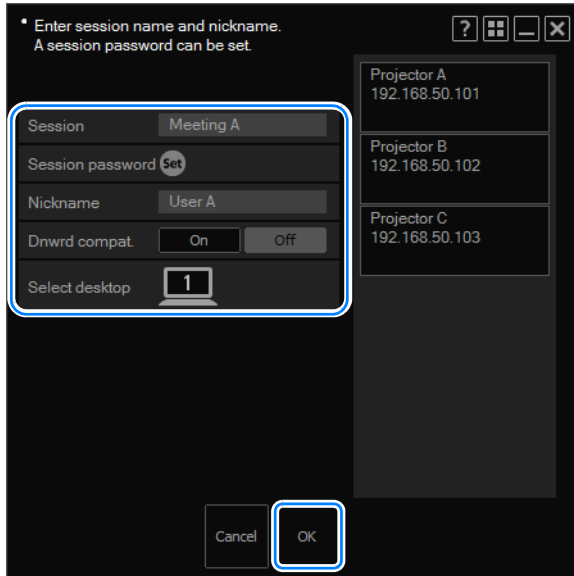 Enter session name and nickname.
A session password can be set.
?
Session Meeting A
Session password Set
Nickname User A
Dnwrd compat. On Off
Select desktop 1
Projector A
192.168.50.101
Projector B
192.168.50.102
Projector C
192.168.50.103
Cancel OK